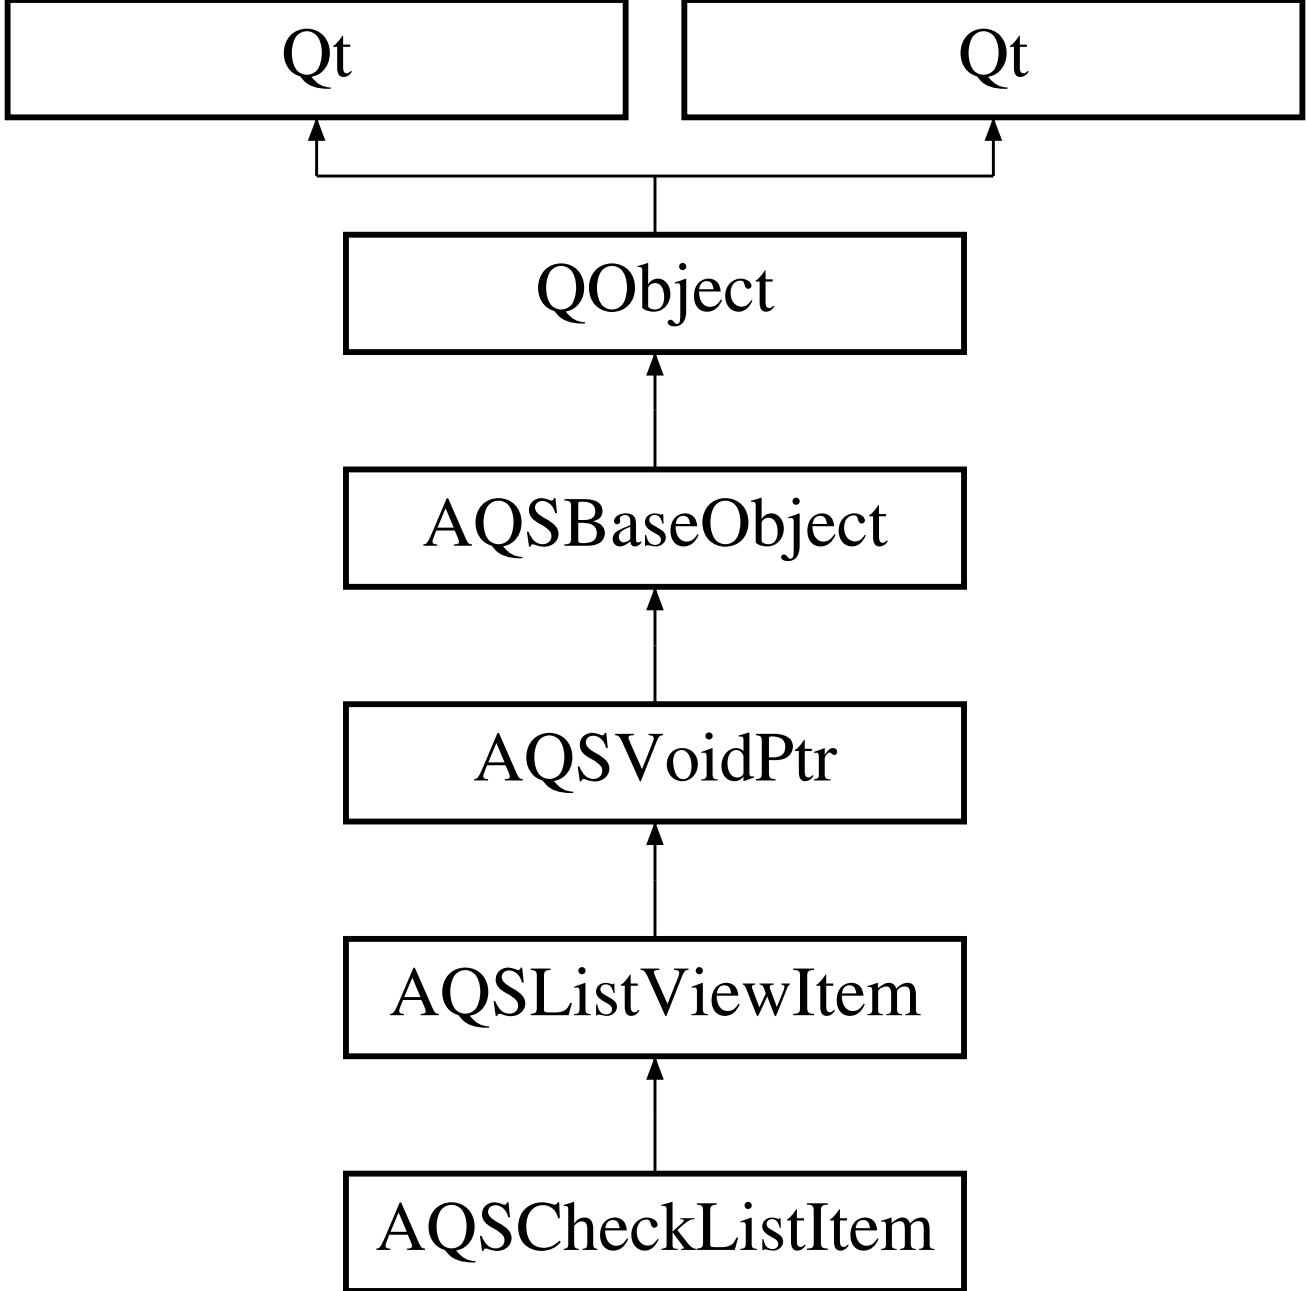 Qt
Qt
QObject
AQSBaseObject
AQSVoidPtr
AQSListViewItem
AQSCheckListItem